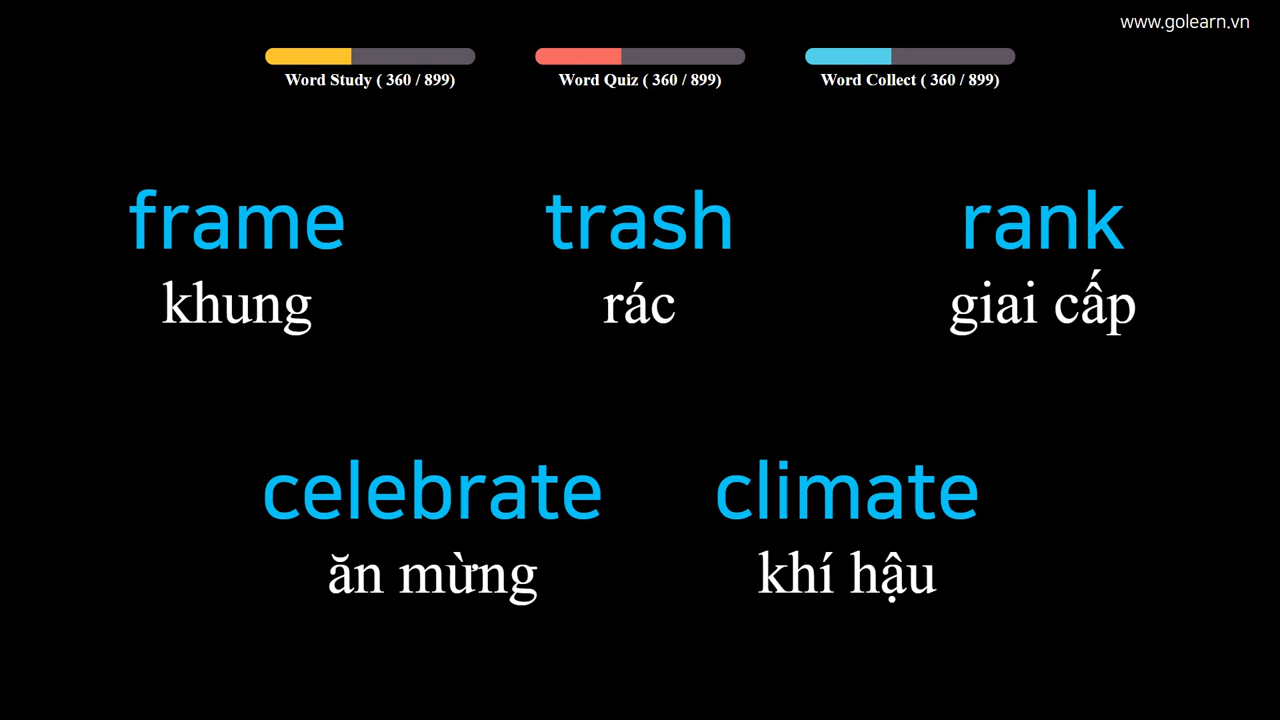 www.golearn.vn
Word Study ( 360 / 899) Word Quiz ( 360 / 899) Word Collect ( 360 / 899)
frame trash rank
khung rác giai cấp
celebrate climate
ăn mừng khí hậu